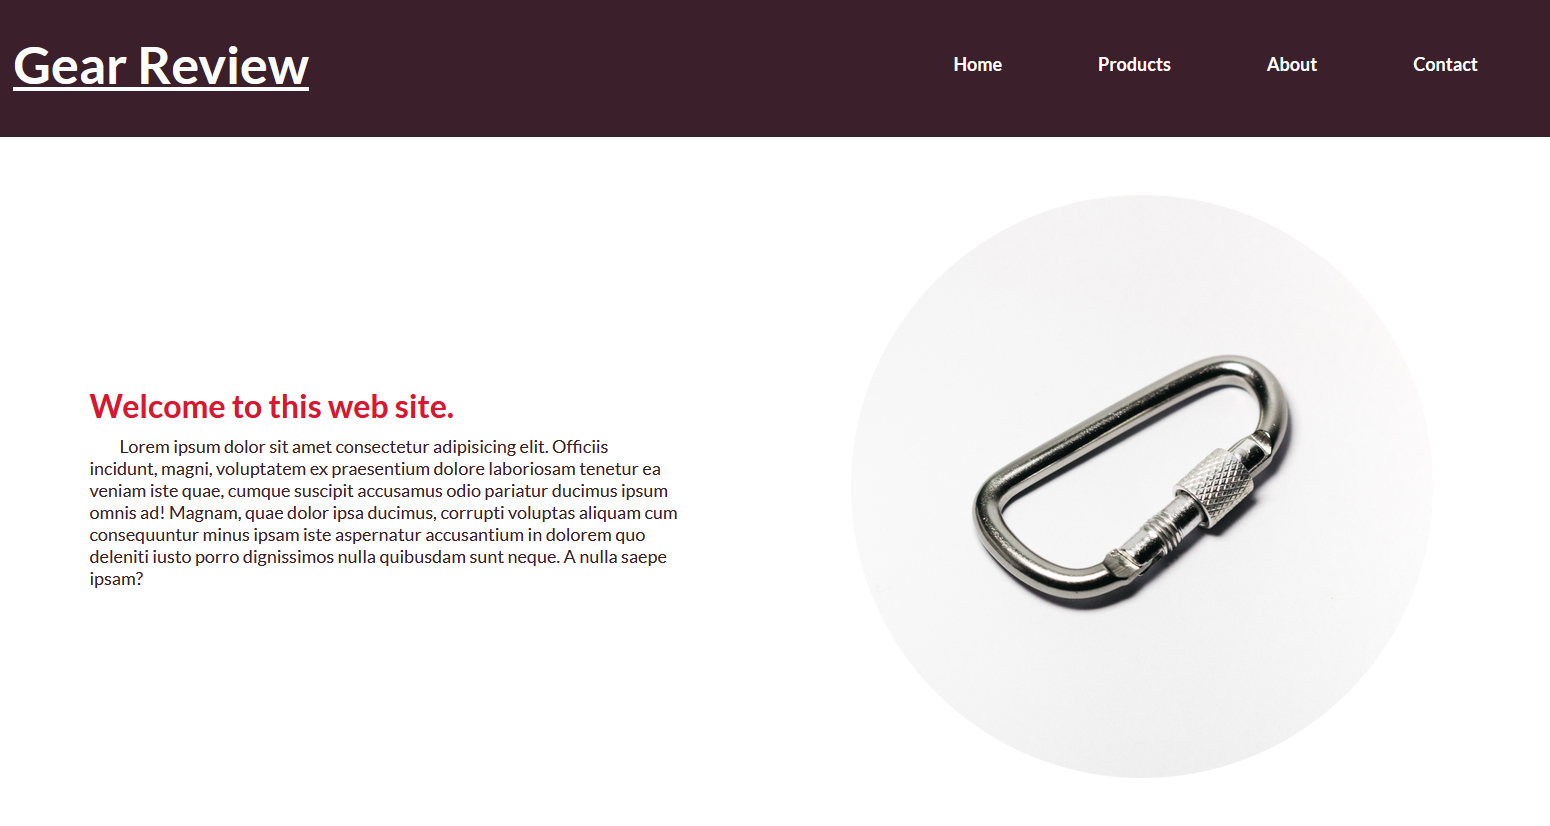 Gear Review
Home Products About Contact
Welcome to this web site.
Lorem ipsum dolor sit amet consectetur adipisicing elit. Officiis
incidunt, magni, voluptatem ex praesentium dolore laboriosam tenetur ea
veniam iste quae, cumque suscipit accusamus odio pariatur ducimus ipsum
omnis ad! Magnam, quae dolor ipsa ducimus, corrupti voluptas aliquam cum
consequuntur minus ipsam iste aspernatur accusantium in dolorem quo
deleniti iusto porro dignissimos nulla quibusdam sunt neque. A nulla saepe
ipsam?